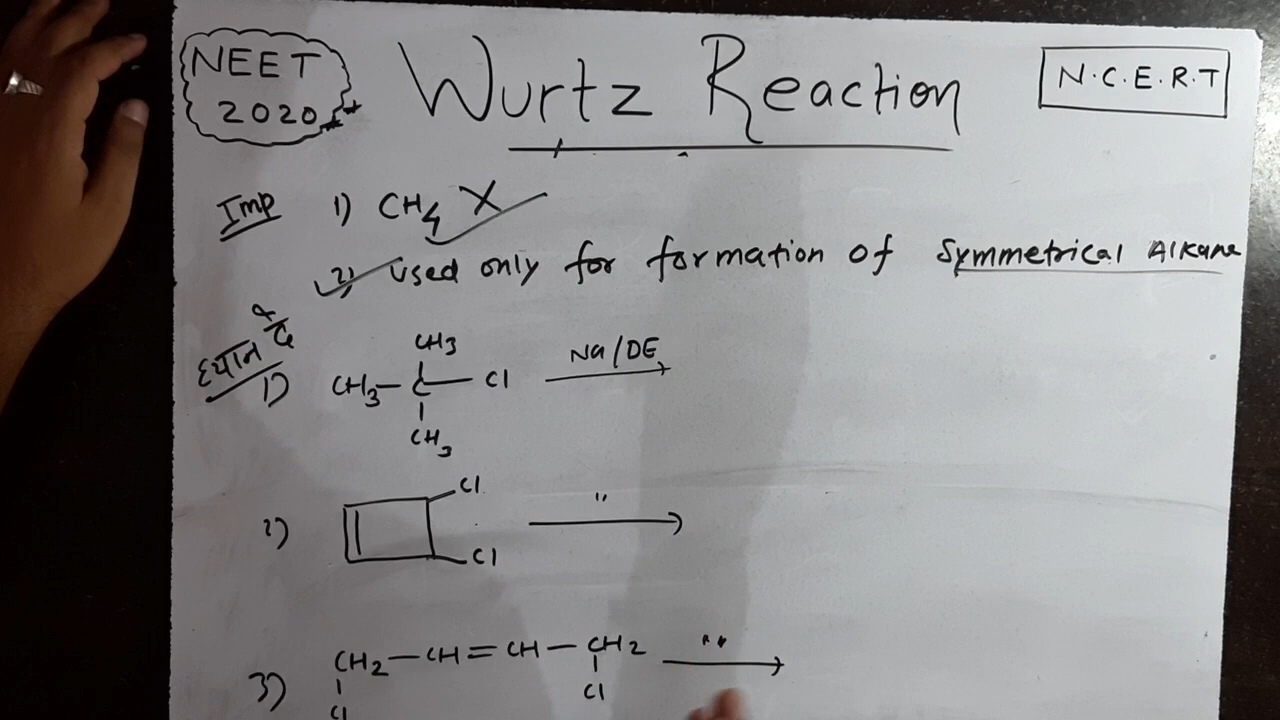 NEET
2020
Wurtz Reaction
N.C.E.R.T
Imp 1) CH4 X
2) Used only for formation of Symmetrical Alkane
ध्यान दे
CH3
1) CH3-C-Cl Na/DE
CH3
Cl
2) "
Cl
3) CH2-CH=CH-CH2 "
Cl Cl